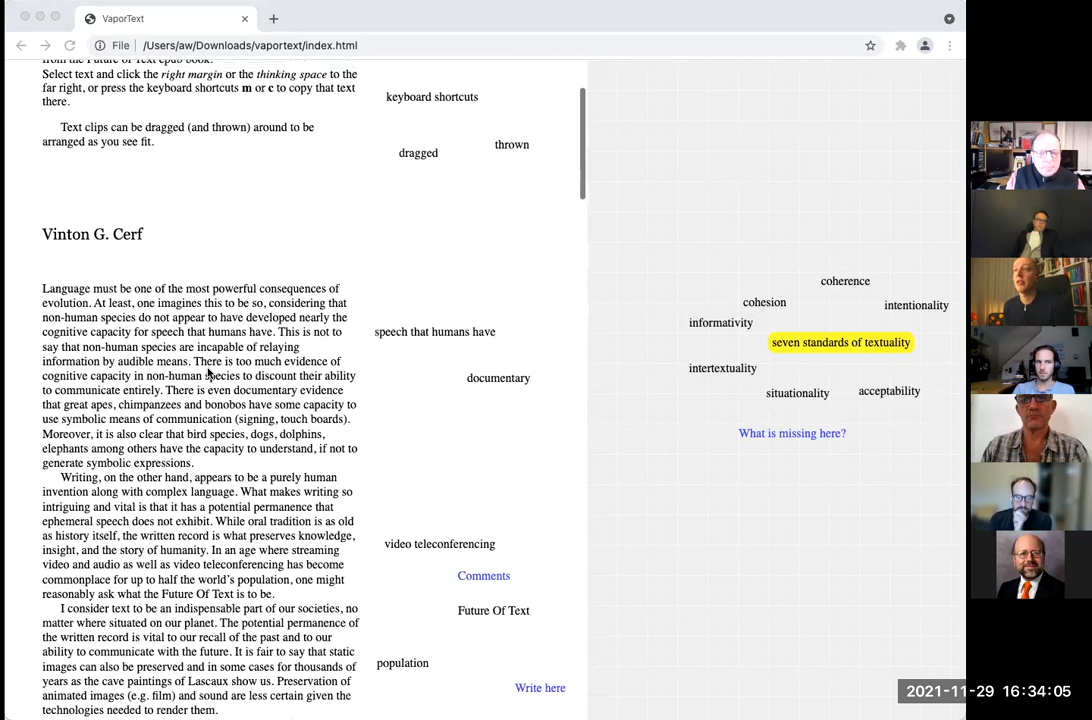 VaporText
File
/Users/aw/Downloads/vaportext/index.html
from the Future of Text epub book.
Select text and click the right margin or the thinking space to the
far right, or press the keyboard shortcuts m or c to copy that text
there.
Text clips can be dragged (and thrown) around to be
arranged as you see fit.
Vinton G. Cerf
Language must be one of the most powerful consequences of
evolution. At least, one imagines this to be so, considering that
non-human species do not appear to have developed nearly the
cognitive capacity for speech that humans have. This is not to
say that non-human species are incapable of relaying
information by audible means. There is too much evidence of
cognitive capacity in non-human species to discount their ability
to communicate entirely. There is even documentary evidence
that great apes, chimpanzees and bonobos have some capacity to
use symbolic means of communication (signing, touch boards).
Moreover, it is also clear that bird species, dogs, dolphins,
elephants among others have the capacity to understand, if not to
generate symbolic expressions.
Writing, on the other hand, appears to be a purely human
invention along with complex language. What makes writing so
intriguing and vital is that it has a potential permanence that
ephemeral speech does not exhibit. While oral tradition is as old
as history itself, the written record is what preserves knowledge,
insight, and the story of humanity. In an age where streaming
video and audio as well as video teleconferencing has become
commonplace for up to half the world's population, one might
reasonably ask what the Future Of Text is to be.
I consider text to be an indispensable part of our societies, no
matter where situated on our planet. The potential permanence of
the written record is vital to our recall of the past and to our
ability to communicate with the future. It is fair to say that static
images can also be preserved and in some cases for thousands of
years as the cave paintings of Lascaux show us. Preservation of
animated images (e.g. film) and sound are less certain given the
technologies needed to render them.
keyboard shortcuts
thrown
dragged
speech that humans have
documentary
video teleconferencing
Comments
Future Of Text
population
Write here
coherence
cohesion
intentionality
informativity
seven standards of textuality
intertextuality
situationality
acceptability
What is missing here?
2021-11-29 16:34:05